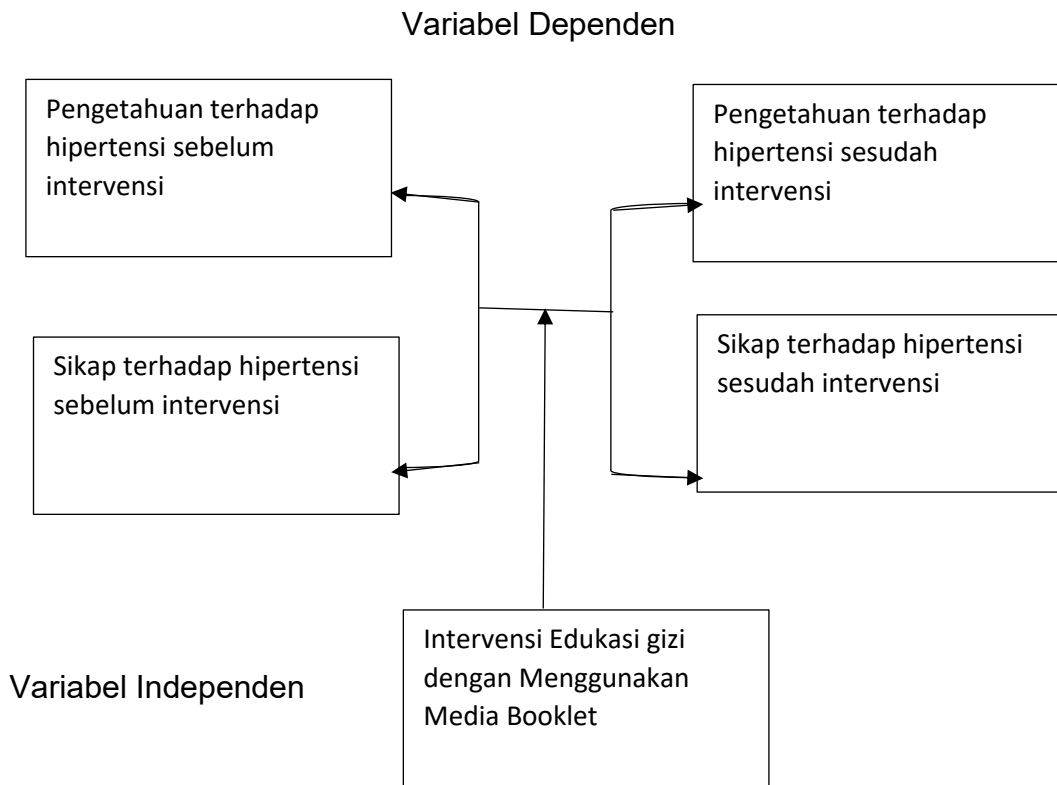 Variabel Dependen
Pengetahuan terhadap
hipertensi sebelum
intervensi
Pengetahuan terhadap
hipertensi sesudah
intervensi
Sikap terhadap hipertensi
sebelum intervensi
Sikap terhadap hipertensi
sesudah intervensi
Intervensi Edukasi gizi
dengan Menggunakan
Media Booklet
Variabel Independen